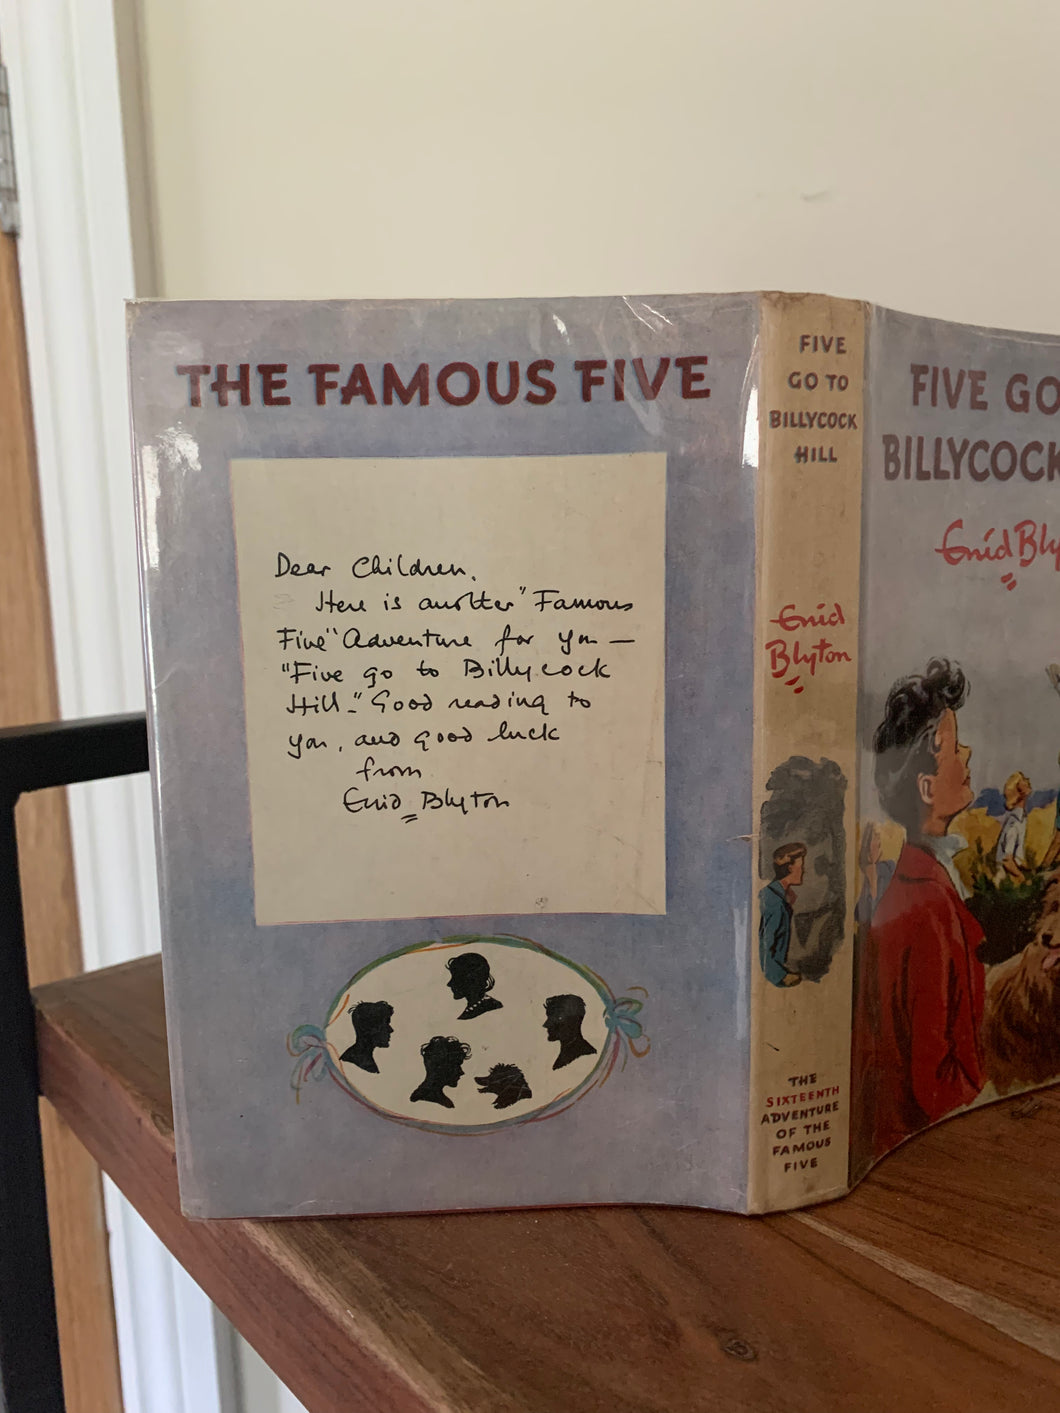 THE FAMOUS FIVE
Dear Children,
Here is another "Famous
Five" Adventure for you —
"Five go to Billycock
Hill." Good reading to
you, and good luck
from
Enid Blyton
FIVE
GO TO
BILLYCOCK
HILL
Enid
Blyton
THE
SIXTEENTH
ADVENTURE
OF THE
FAMOUS
FIVE
FIVE GO
BILLYCOCK
Enid Bly